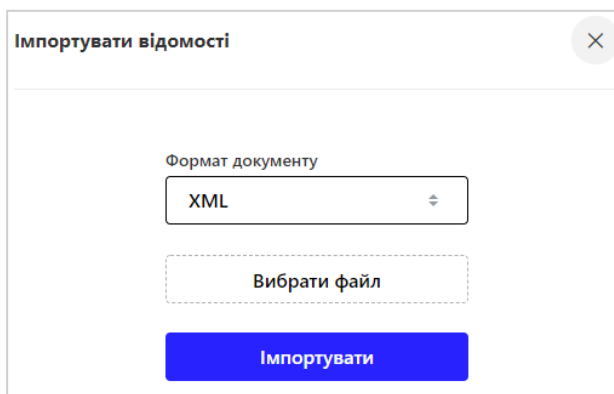 Імпортувати відомості
Формат документу
XML
Вибрати файл
Імпортувати